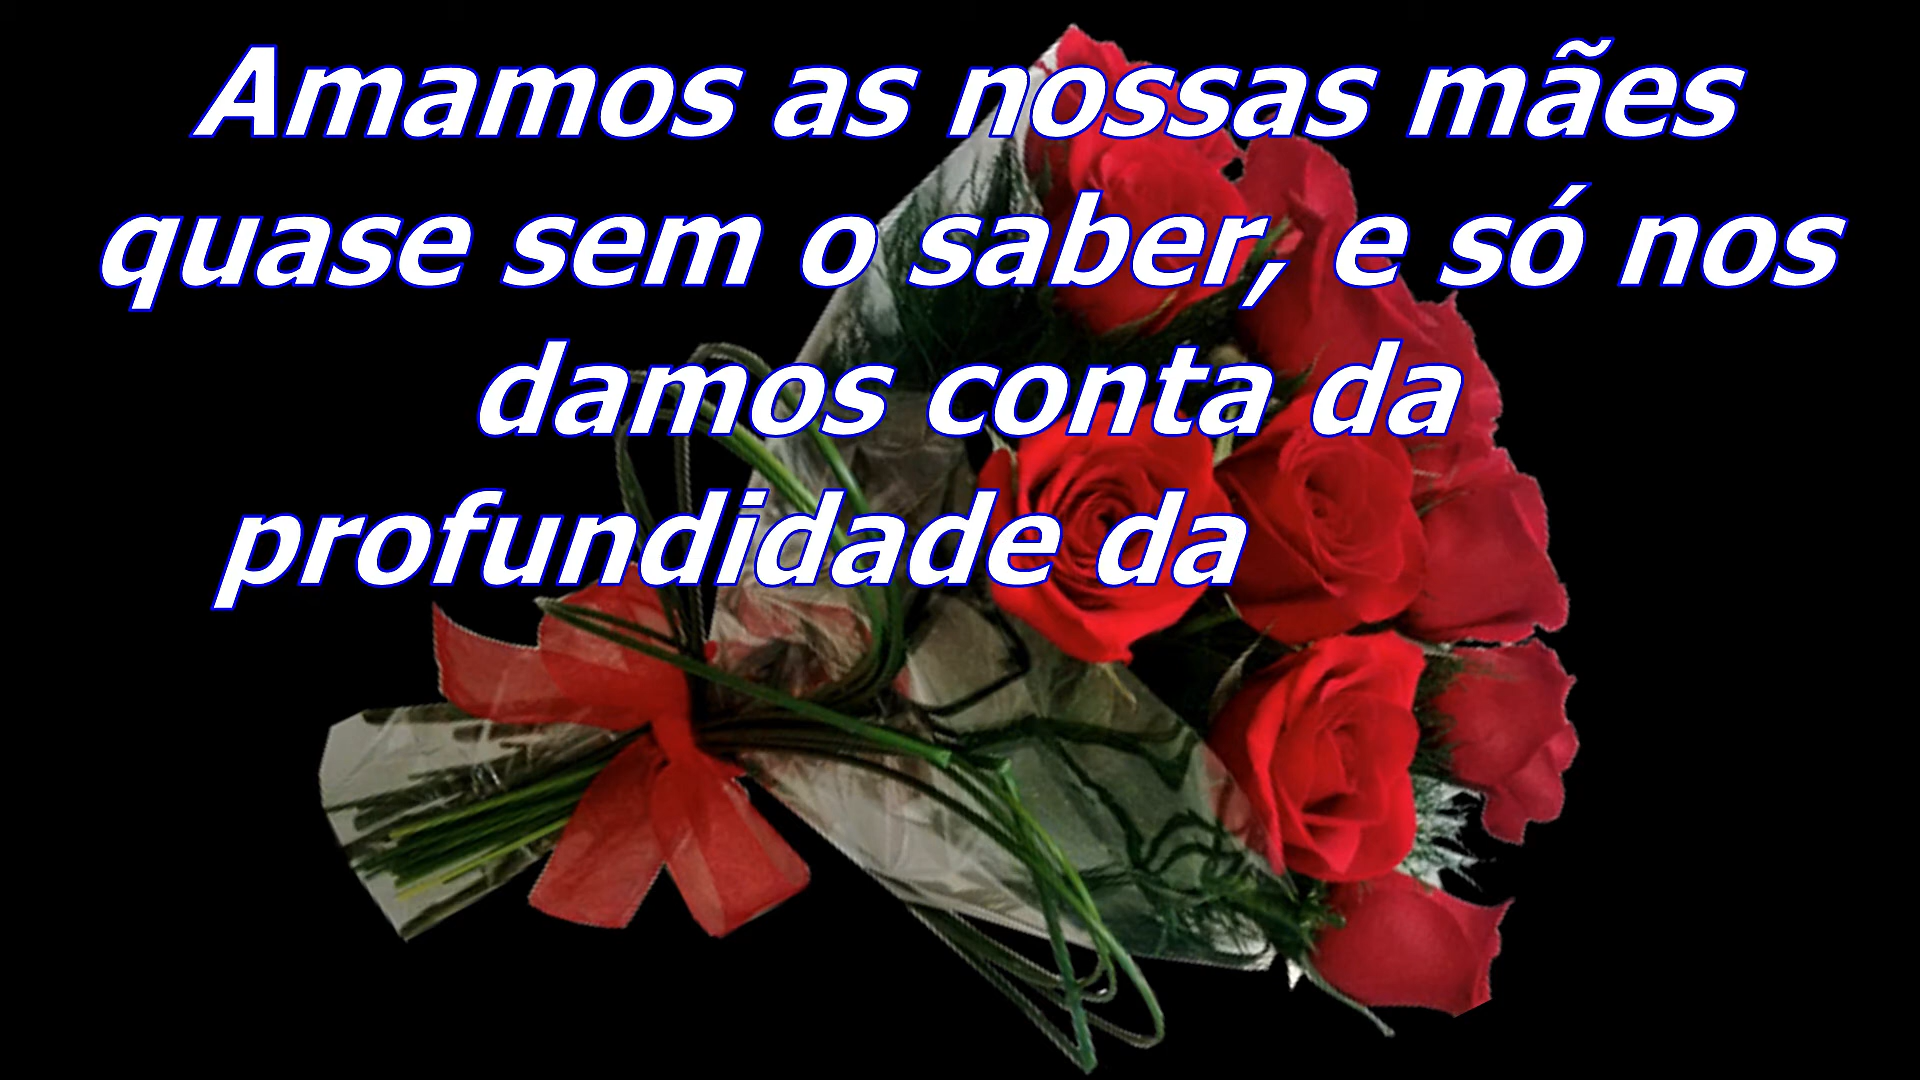 Amamos as nossas mães
quase sem o saber, e só nos
damos conta da
profundidade da